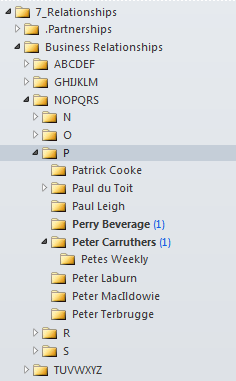 7_Relationships
.Partnerships
Business Relationships
ABCDEF
GHIJKLM
NOPQRS
N
O
P
Patrick Cooke
Paul du Toit
Paul Leigh
Perry Beverage (1)
Peter Carruthers (1)
Petes Weekly
Peter Laburn
Peter MacIldowie
Peter Terbrugge
R
S
TUVWXYZ